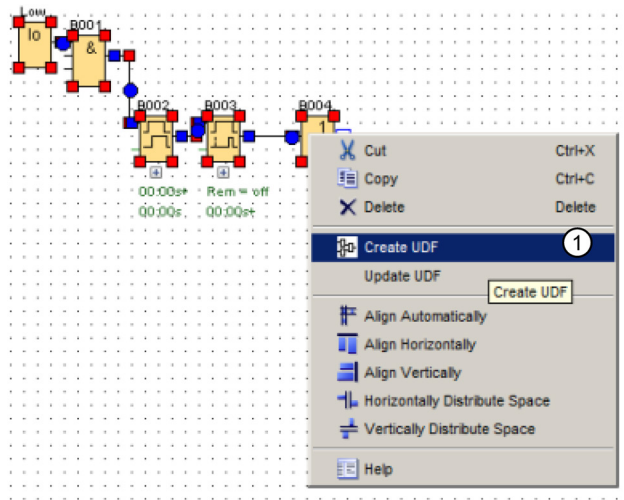 Low
lo
B001
&
B002
B003
B004
1
00:00s+
Rem = off
00:00s
00:00s+
Cut Ctrl+X
Copy Ctrl+C
Delete Delete
Create UDF 1
Update UDF
Create UDF
Align Automatically
Align Horizontally
Align Vertically
Horizontally Distribute Space
Vertically Distribute Space
Help